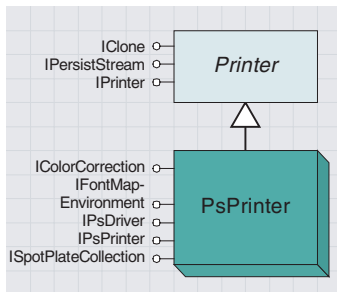 IClone
IPersistStream
IPrinter
Printer
IColorCorrection
IFontMap-
Environment
IPsDriver
IPsPrinter
ISpotPlateCollection
PsPrinter